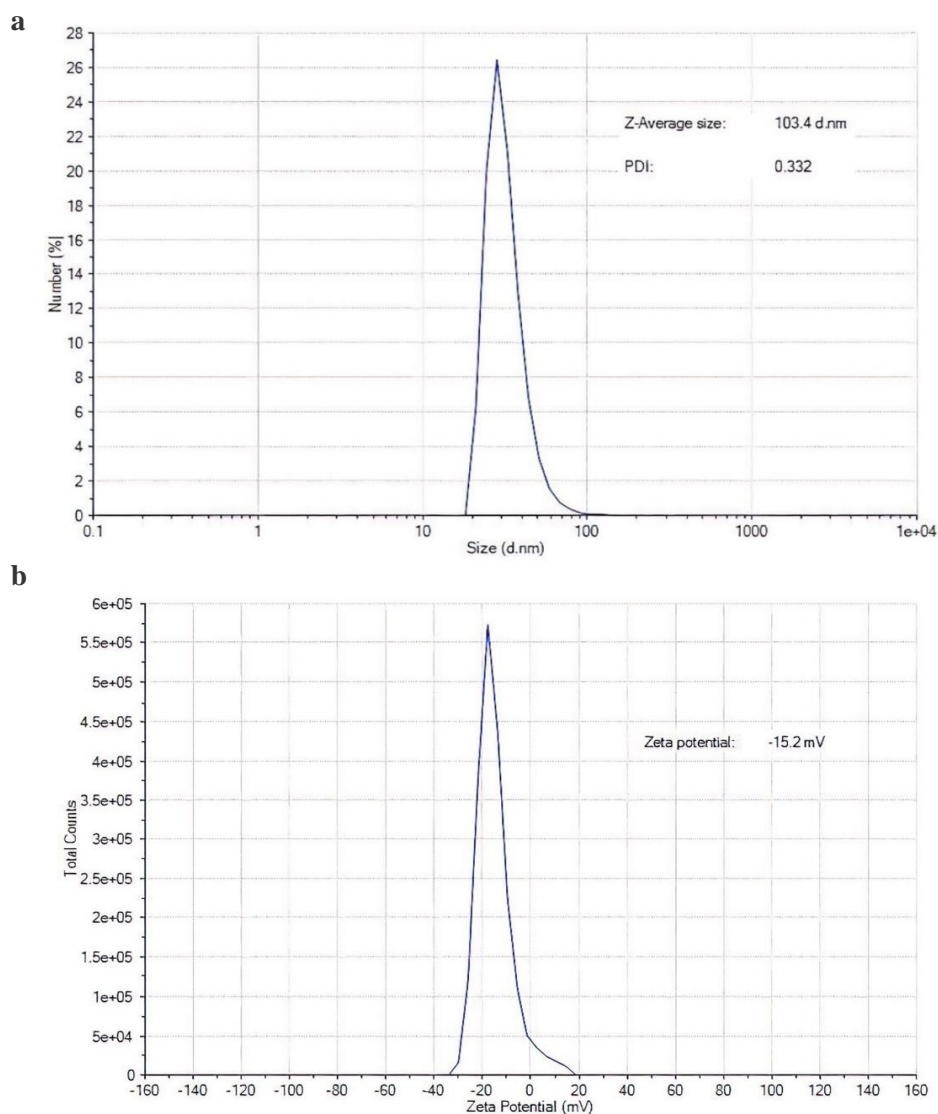 a
28
26
24
22
20
18
16
14
12
10
8
6
4
2
0
Number (%)
Z-Average size: 103.4 d.nm
PDI: 0.332
0.1 1 10 100 1000 1e+04
Size (d.nm)
b
6e+05
5.5e+05
5e+05
4.5e+05
4e+05
3.5e+05
3e+05
2.5e+05
2e+05
1.5e+05
1e+05
5e+04
0
Total Counts
Zeta potential: -15.2 mV
-160 -140 -120 -100 -80 -60 -40 -20 0 20 40 60 80 100 120 140 160
Zeta Potential (mV)